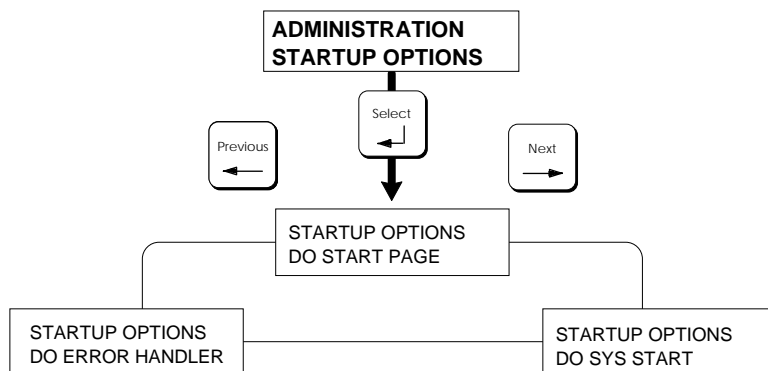 ADMINISTRATION
STARTUP OPTIONS
Select
Previous
Next
STARTUP OPTIONS
DO START PAGE
STARTUP OPTIONS
DO ERROR HANDLER
STARTUP OPTIONS
DO SYS START